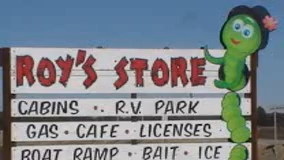 ROY'S STORE
CABINS · R.V. PARK
GAS · CAFE · LICENSES
BOAT RAMP · BAIT · ICE